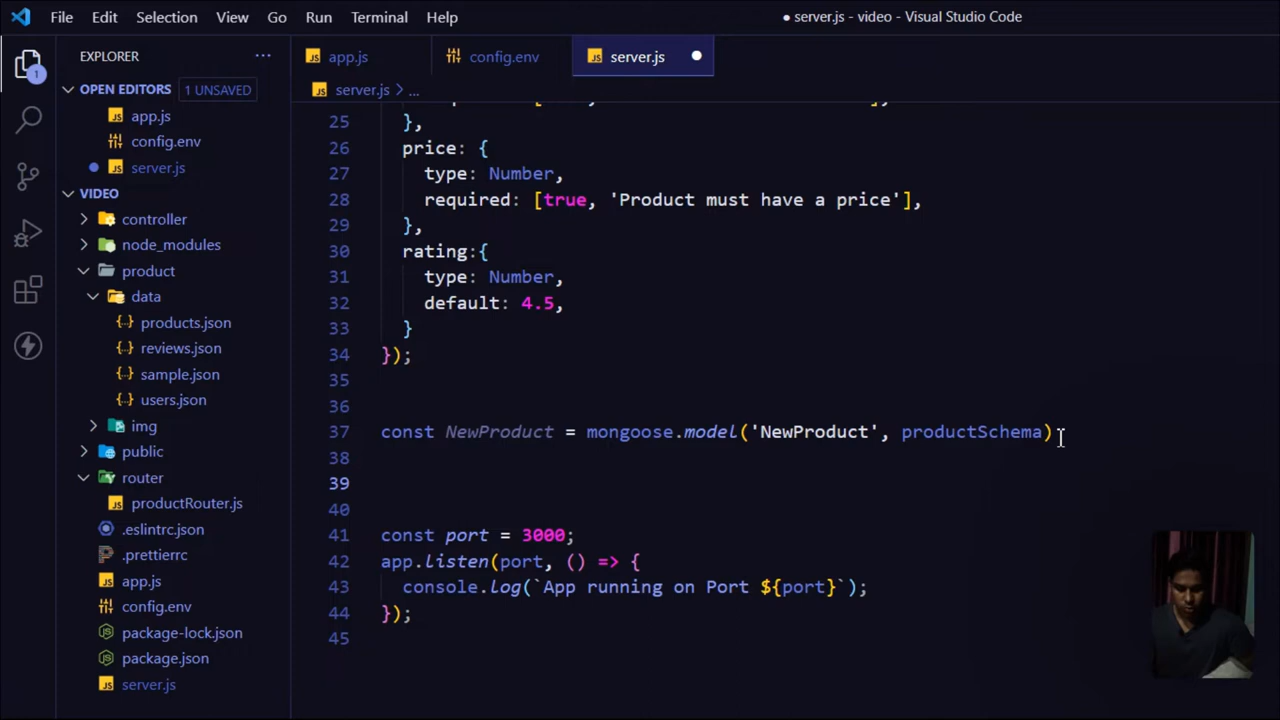 File Edit Selection View Go Run Terminal Help
● server.js - video - Visual Studio Code
EXPLORER ...
1
OPEN EDITORS 1 UNSAVED
app.js
config.env
server.js
VIDEO
controller
node_modules
product
data
products.json
reviews.json
sample.json
users.json
img
public
router
productRouter.js
.eslintrc.json
.prettierrc
app.js
config.env
package-lock.json
package.json
server.js
app.js config.env server.js
server.js > ...
25 },
26 price: {
27 type: Number,
28 required: [true, 'Product must have a price'],
29 },
30 rating:{
31 type: Number,
32 default: 4.5,
33 }
34 });
35
36
37 const NewProduct = mongoose.model('NewProduct', productSchema)
38
39
40
41 const port = 3000;
42 app.listen(port, () => {
43 console.log(`App running on Port ${port}`);
44 });
45